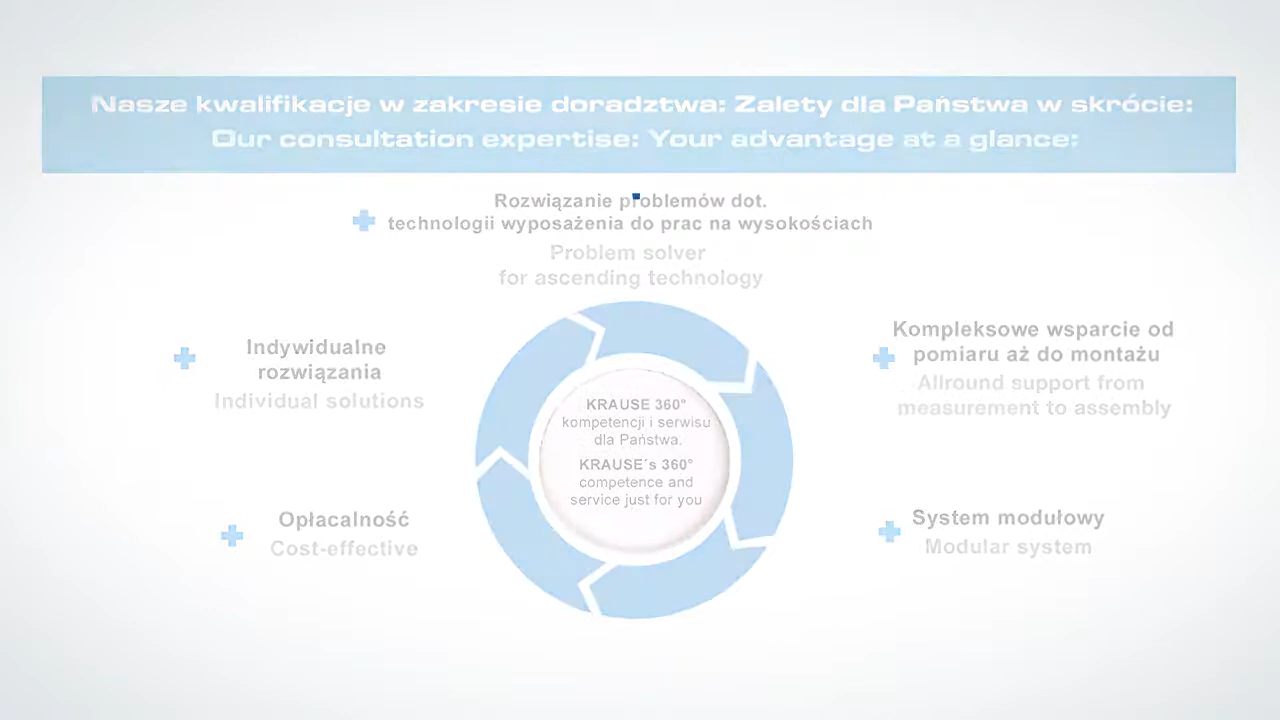 Nasze kwalifikacje w zakresie doradztwa: Zalety dla Państwa w skrócie:
Our consultation expertise: Your advantage at a glance:
Rozwiązanie problemów dot.
technologii wyposażenia do prac na wysokościach
Problem solver
for ascending technology
Indywidualne
rozwiązania
Individual solutions
Kompleksowe wsparcie od
pomiaru aż do montażu
Allround support from
measurement to assembly
KRAUSE 360°
kompetencji i serwisu
dla Państwa.
KRAUSE´s 360°
competence and
service just for you
Opłacalność
Cost-effective
System modułowy
Modular system